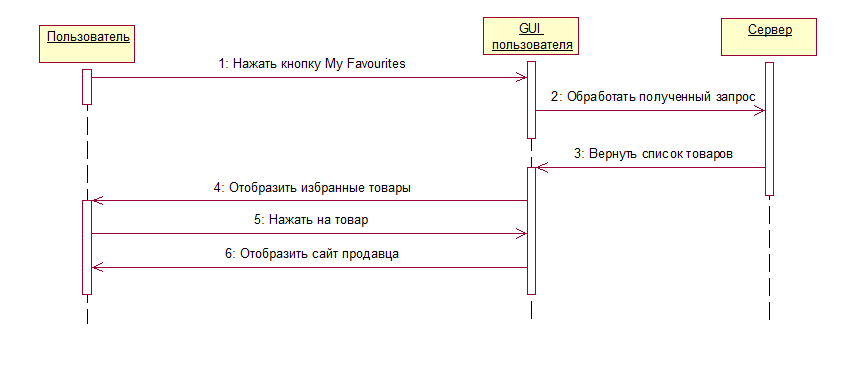 Пользователь
GUI
пользователя
Сервер
1: Нажать кнопку My Favourites
2: Обработать полученный запрос
3: Вернуть список товаров
4: Отобразить избранные товары
5: Нажать на товар
6: Отобразить сайт продавца